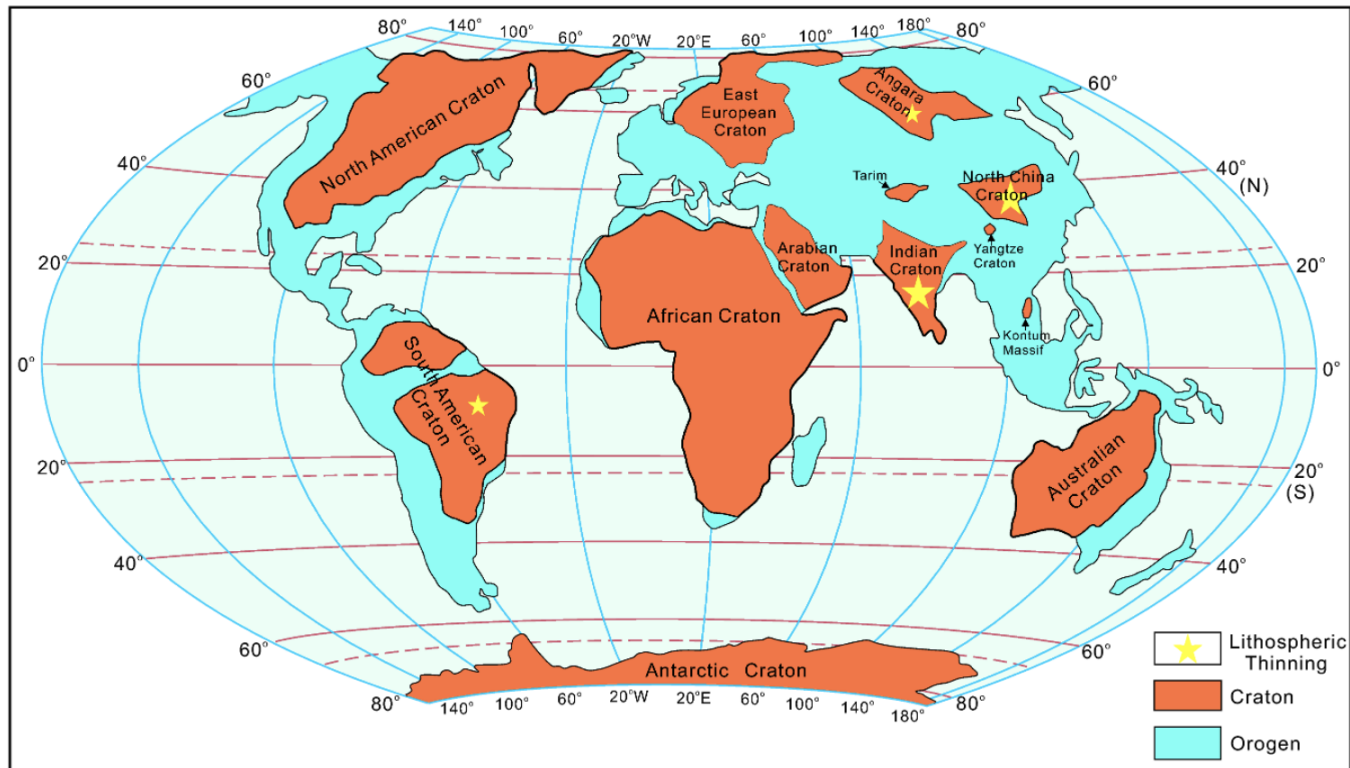 80° 140° 100° 60° 20°W 20°E 60° 100° 140° 180° 80°
60° 60°
40° 40°
(N)
20° 20°
0° 0°
20° 20°
(S)
40° 40°
60° 60°
80° 140° 100° 60° 20°W 20°E 60° 100° 140° 180° 80°
North American Craton
East
European
Craton
Angara
Craton
Tarim
North China
Craton
Yangtze
Craton
Arabian
Craton
Indian
Craton
African Craton
Kontum
Massif
South American
Craton
Australian
Craton
Antarctic Craton
Lithospheric
Thinning
Craton
Orogen